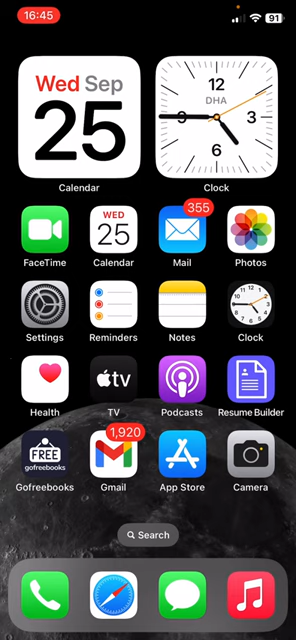 16:45
91
Wed Sep
25
12
DHA
9
3
6
Calendar
Clock
WED
25
355
FaceTime
Calendar
Mail
Photos
Settings
Reminders
Notes
Clock
tv
Health
TV
Podcasts
Resume Builder
FREE
gofreebooks
1,920
Gofreebooks
Gmail
App Store
Camera
Search